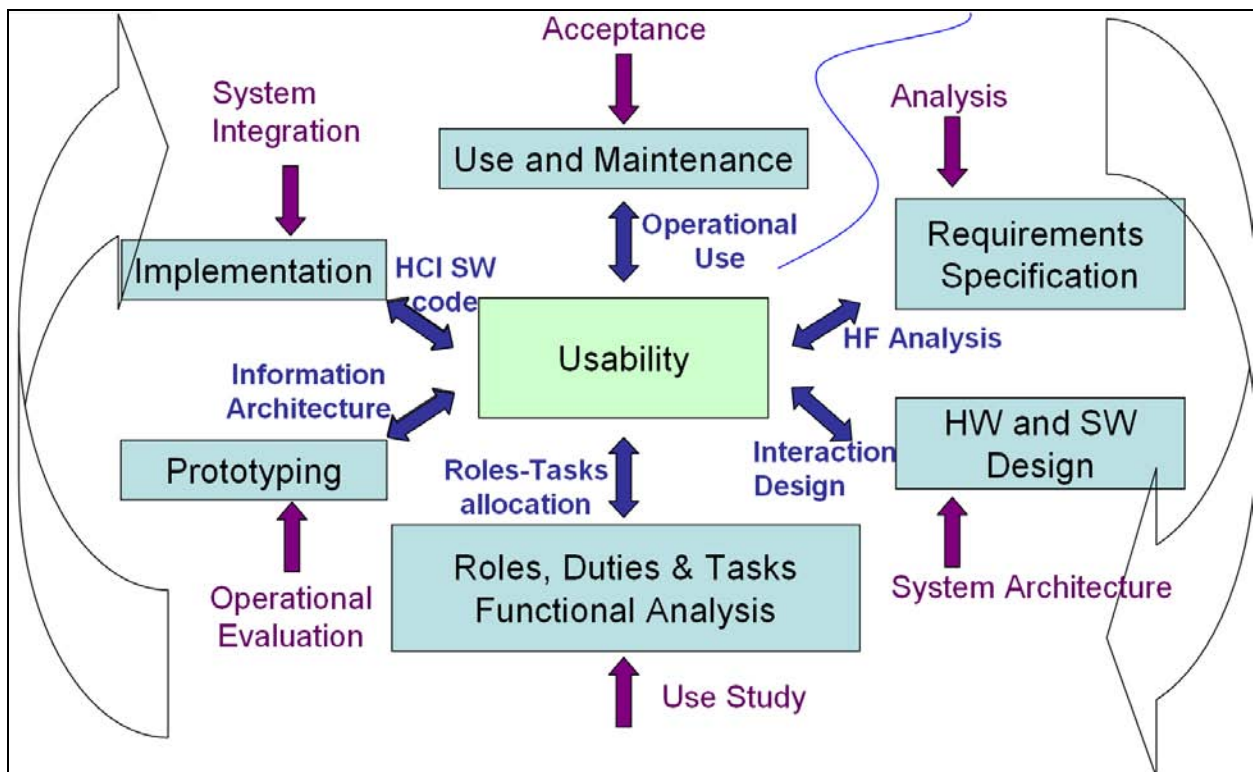 Acceptance
System
Integration
Analysis
Use and Maintenance
Operational
Use
Requirements
Specification
Implementation
HCI SW
code
Usability
HF Analysis
Information
Architecture
HW and SW
Design
Interaction
Design
Prototyping
Roles-Tasks
allocation
Roles, Duties & Tasks
Functional Analysis
System Architecture
Operational
Evaluation
Use Study